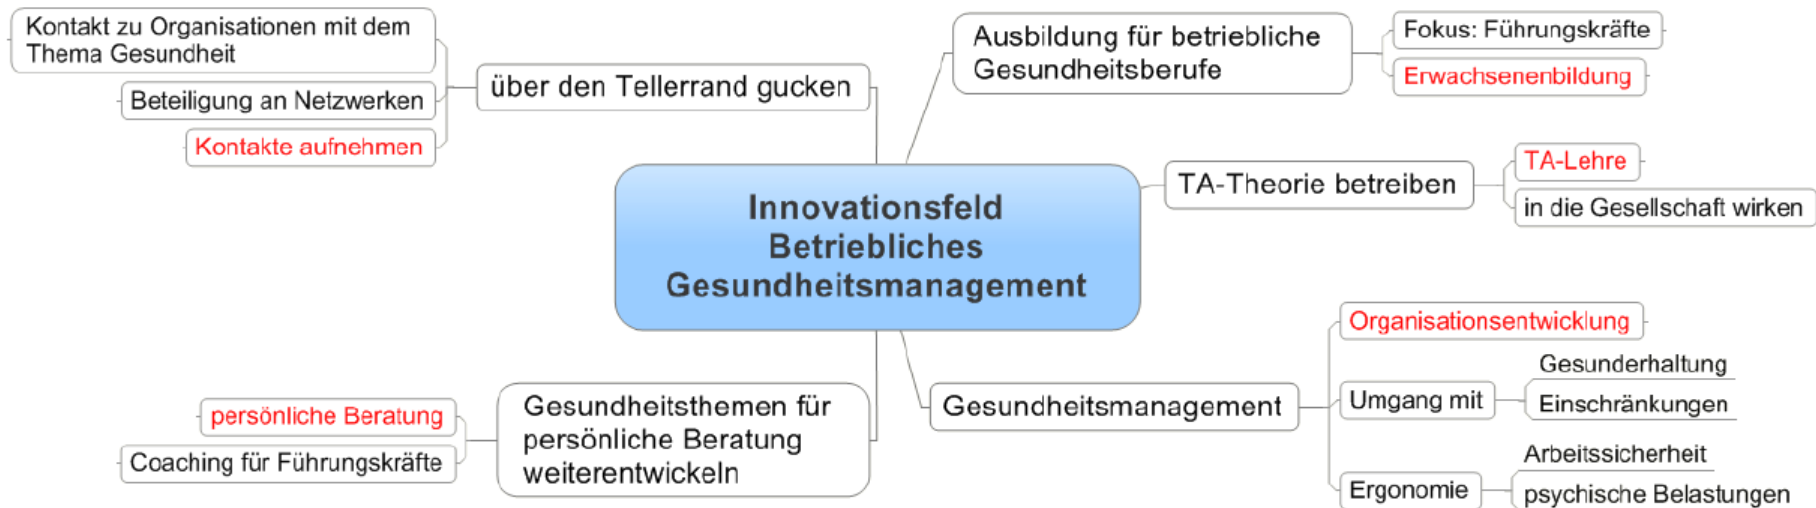 Kontakt zu Organisationen mit dem
Thema Gesundheit
Beteiligung an Netzwerken
Kontakte aufnehmen
über den Tellerrand gucken
Ausbildung für betriebliche
Gesundheitsberufe
Fokus: Führungskräfte
Erwachsenenbildung
TA-Theorie betreiben
TA-Lehre
in die Gesellschaft wirken
Innovationsfeld
Betriebliches
Gesundheitsmanagement
persönliche Beratung
Coaching für Führungskräfte
Gesundheitsthemen für
persönliche Beratung
weiterentwickeln
Gesundheitsmanagement
Organisationsentwicklung
Umgang mit
Gesunderhaltung
Einschränkungen
Ergonomie
Arbeitssicherheit
psychische Belastungen